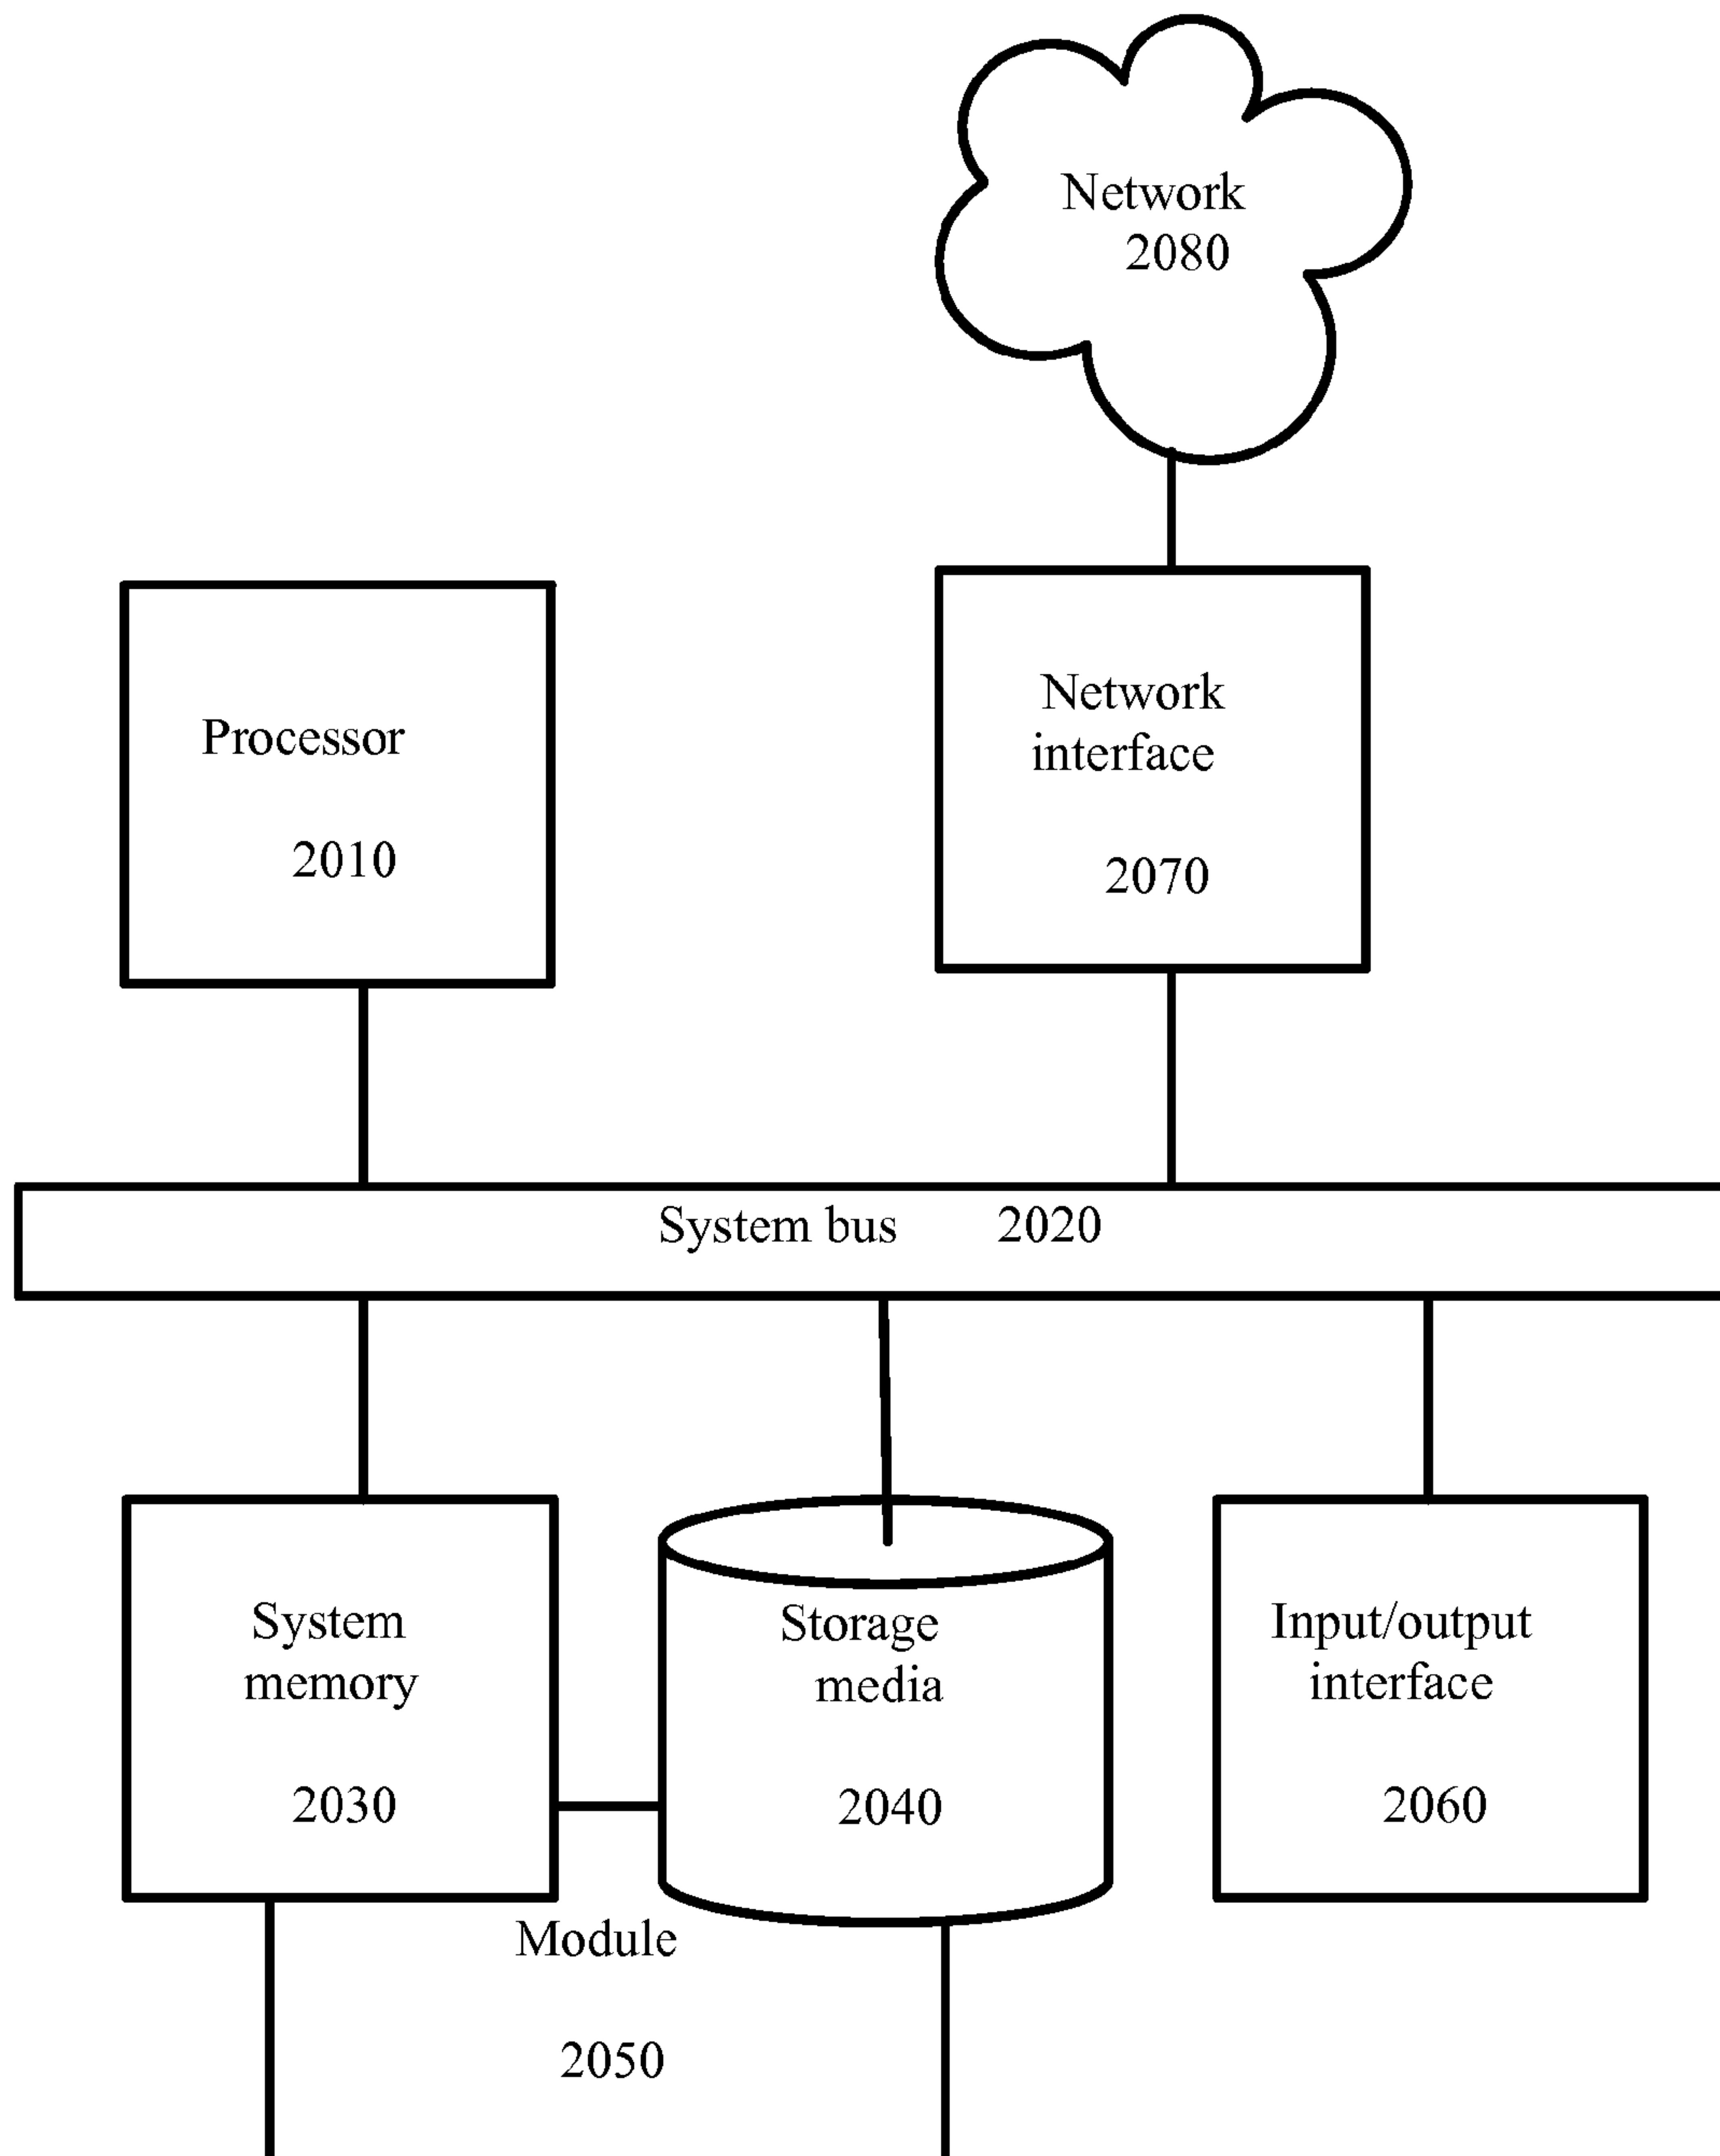 Network
2080
Processor
2010
Network
interface
2070
System bus 2020
System
memory
2030
Storage
media
2040
Input/output
interface
2060
Module
2050